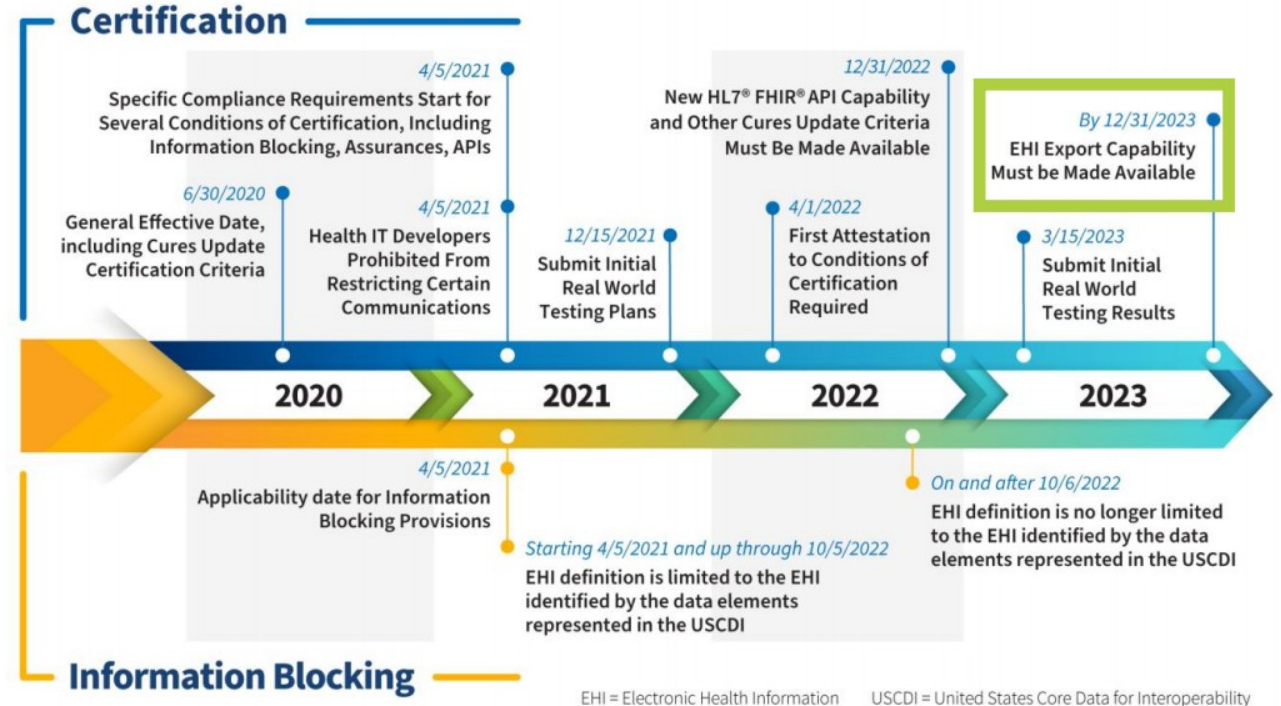 Certification
4/5/2021
Specific Compliance Requirements Start for
Several Conditions of Certification, Including
Information Blocking, Assurances, APIs
6/30/2020
General Effective Date,
including Cures Update
Certification Criteria
4/5/2021
Health IT Developers
Prohibited From
Restricting Certain
Communications
12/15/2021
Submit Initial
Real World
Testing Plans
12/31/2022
New HL7® FHIR® API Capability
and Other Cures Update Criteria
Must Be Made Available
4/1/2022
First Attestation
to Conditions of
Certification
Required
By 12/31/2023
EHI Export Capability
Must be Made Available
3/15/2023
Submit Initial
Real World
Testing Results
2020
2021
2022
2023
4/5/2021
Applicability date for Information
Blocking Provisions
Starting 4/5/2021 and up through 10/5/2022
EHI definition is limited to the EHI
identified by the data elements
represented in the USCDI
On and after 10/6/2022
EHI definition is no longer limited
to the EHI identified by the data
elements represented in the USCDI
Information Blocking
EHI = Electronic Health Information USCDI = United States Core Data for Interoperability